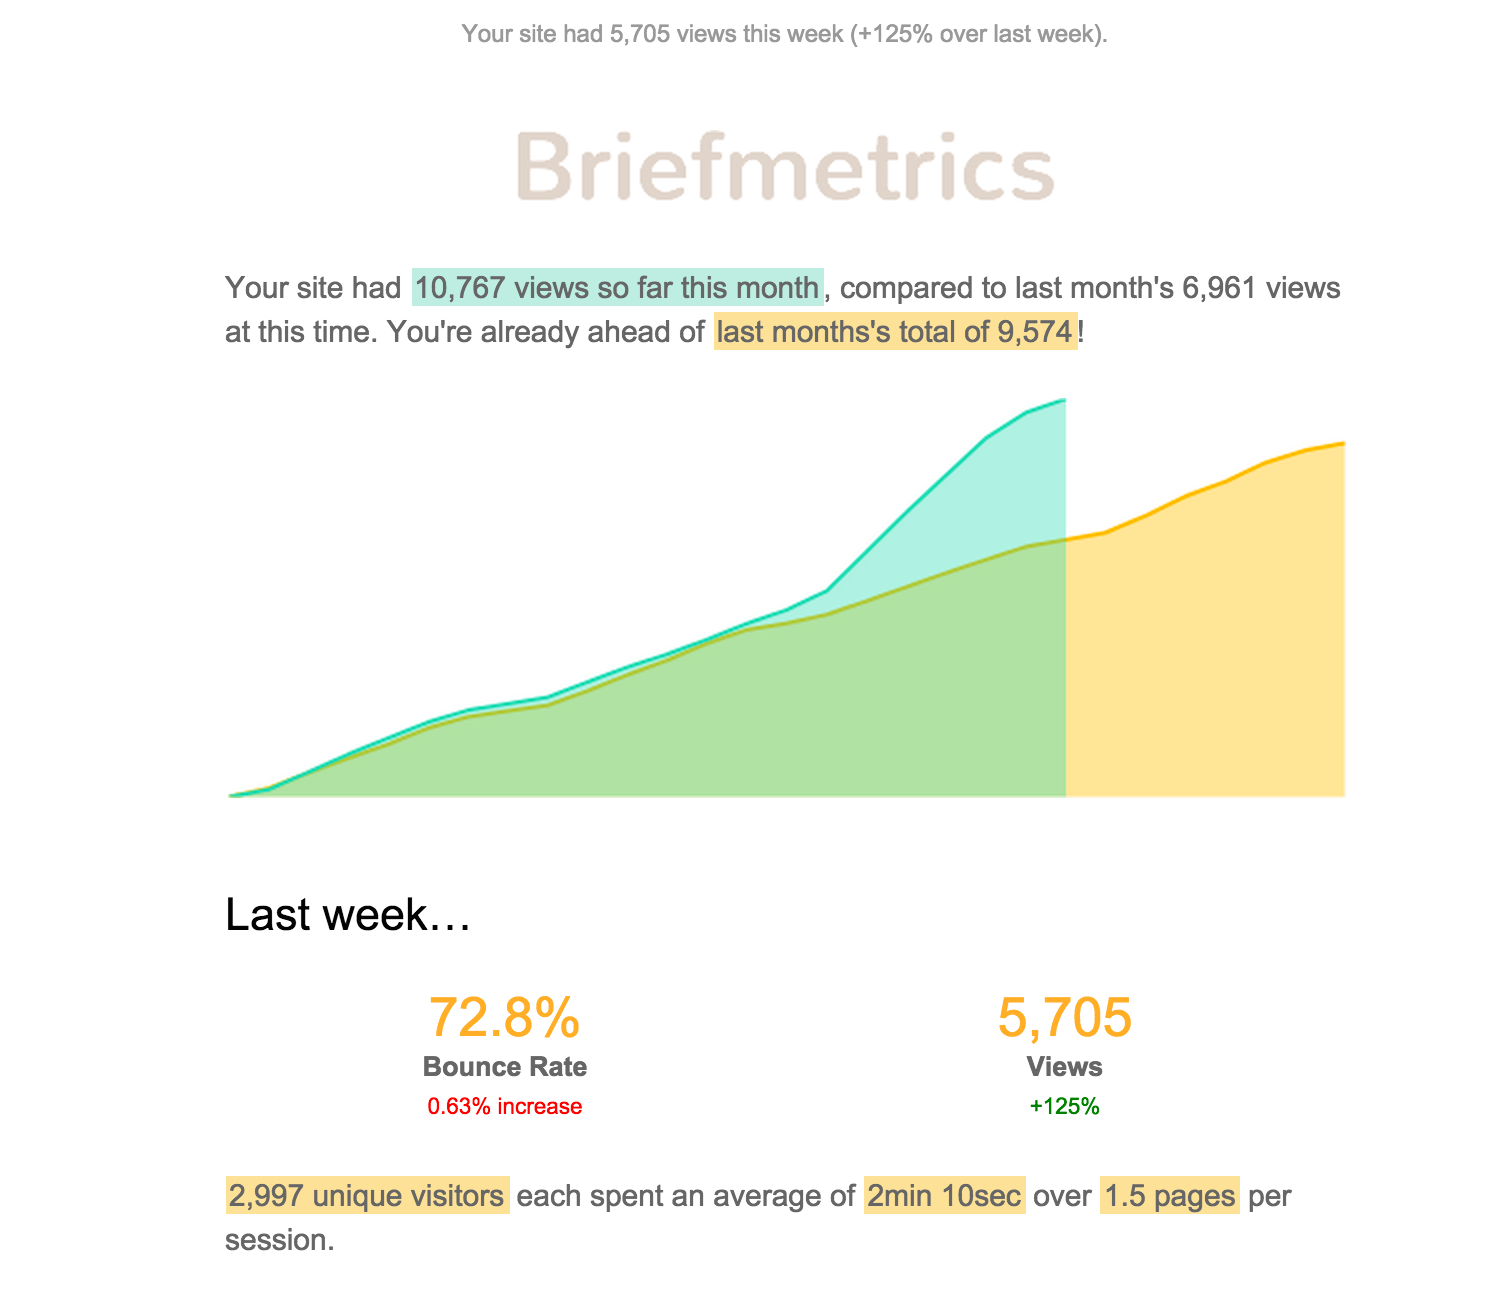 Your site had 5,705 views this week (+125% over last week).
Briefmetrics
Your site had 10,767 views so far this month, compared to last month's 6,961 views
at this time. You're already ahead of last months's total of 9,574!
Last week…
72.8%
Bounce Rate
0.63% increase
5,705
Views
+125%
2,997 unique visitors each spent an average of 2min 10sec over 1.5 pages per
session.